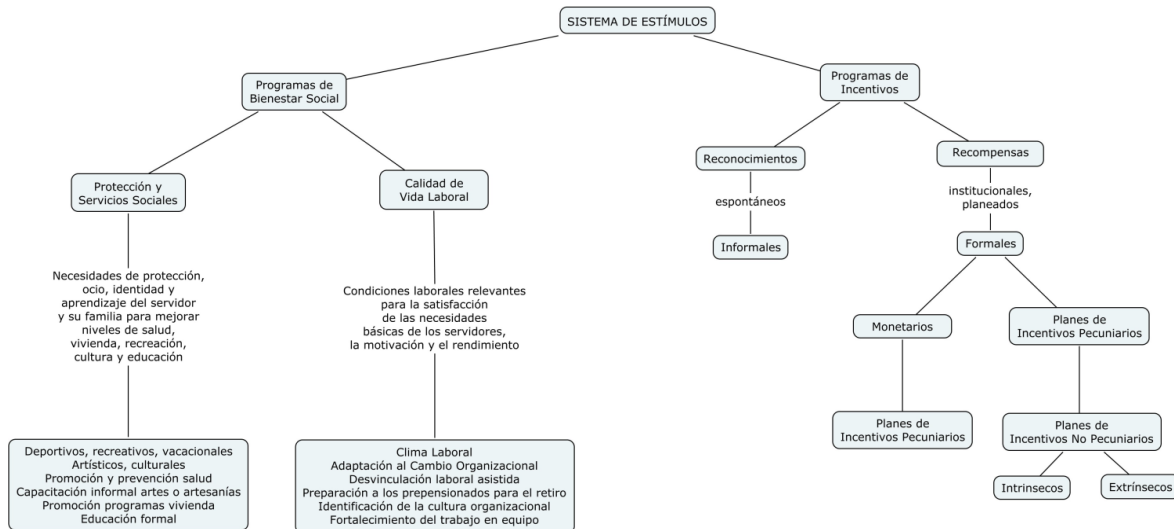 SISTEMA DE ESTÍMULOS
Programas de
Bienestar Social
Programas de
Incentivos
Protección y
Servicios Sociales
Calidad de
Vida Laboral
Reconocimientos
Recompensas
espontáneos
institucionales,
planeados
Informales
Formales
Necesidades de protección,
ocio, identidad y
aprendizaje del servidor
y su familia para mejorar
niveles de salud,
vivienda, recreación,
cultura y educación
Condiciones laborales relevantes
para la satisfacción
de las necesidades
básicas de los servidores,
la motivación y el rendimiento
Monetarios
Planes de
Incentivos Pecuniarios
Planes de
Incentivos Pecuniarios
Planes de
Incentivos No Pecuniarios
Deportivos, recreativos, vacacionales
Artísticos, culturales
Promoción y prevención salud
Capacitación informal artes o artesanías
Promoción programas vivienda
Educación formal
Clima Laboral
Adaptación al Cambio Organizacional
Desvinculación laboral asistida
Preparación a los prepensionados para el retiro
Identificación de la cultura organizacional
Fortalecimiento del trabajo en equipo
Intrinsecos
Extrínsecos